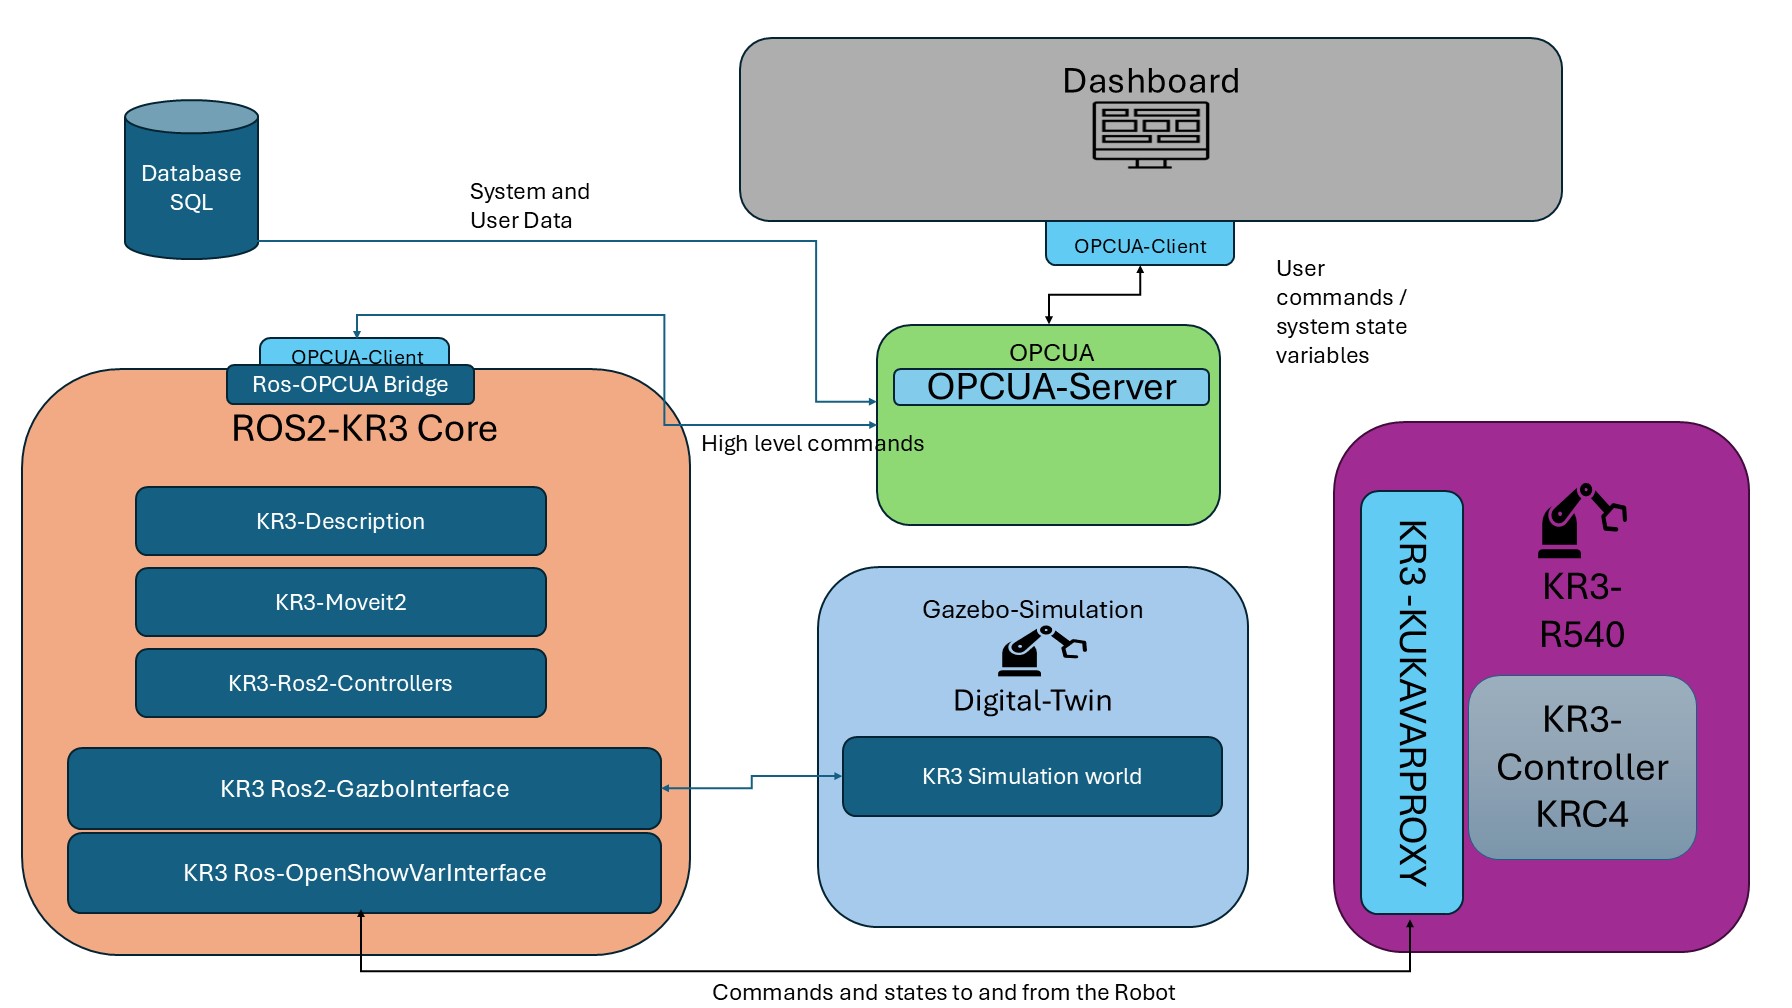 Dashboard
Database
SQL
System and
User Data
OPCUA-Client
User
commands /
system state
variables
OPCUA-Client
Ros-OPCUA Bridge
ROS2-KR3 Core
OPCUA
OPCUA-Server
High level commands
KR3-Description
KR3-Moveit2
KR3-Ros2-Controllers
KR3 Ros2-GazboInterface
KR3 Ros-OpenShowVarInterface
Gazebo-Simulation
Digital-Twin
KR3 Simulation world
KR3 -KUKAVARPROXY
KR3-
R540
KR3-
Controller
KRC4
Commands and states to and from the Robot